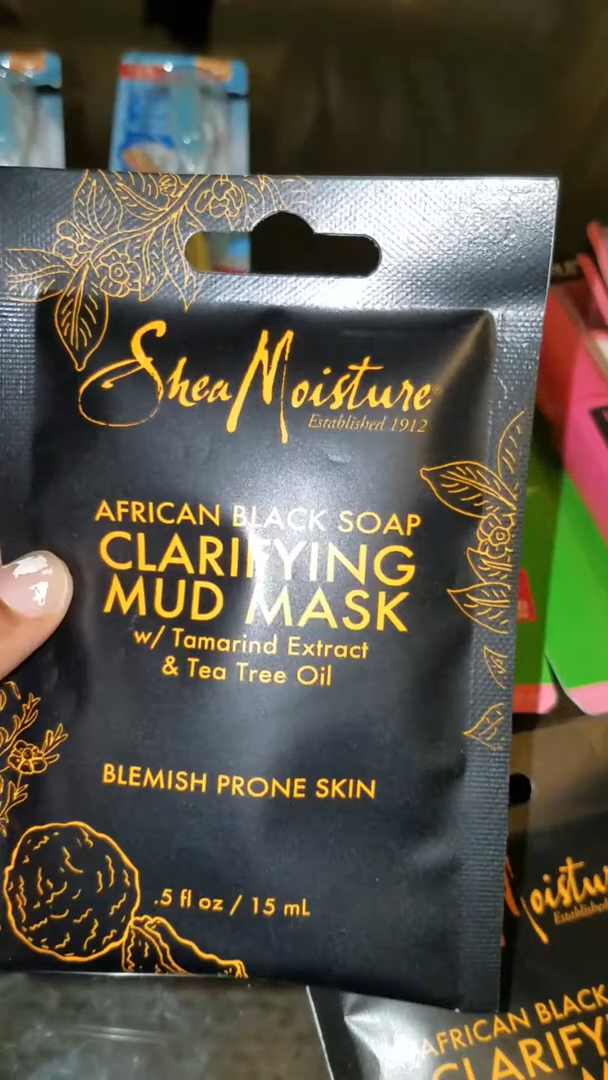 SheaMoisture
Established 1912
AFRICAN BLACK SOAP
CLARIFYING
MUD MASK
w/ Tamarind Extract
& Tea Tree Oil
BLEMISH PRONE SKIN
.5 fl oz / 15 mL
Established
AFRICAN BLACK